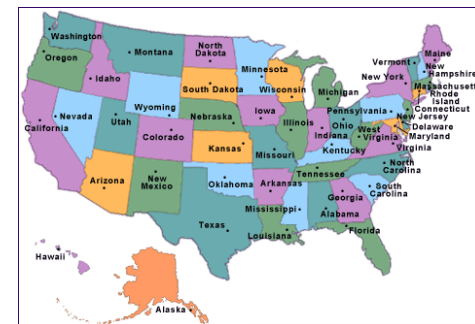 Washington
Oregon
Idaho
Montana
North
Dakota
Minnesota
South Dakota
Wisconsin
Michigan
Vermont
Maine
New
Hampshire
New York
Massachusett
Rhode
Island
Connecticut
New Jersey
Delaware
Maryland
Pennsylvania
Wyoming
Nebraska
Iowa
Illinois
Indiana
Ohio
West
Virginia
Virginia
Nevada
Utah
Colorado
California
Kansas
Missouri
Kentucky
North
Carolina
Tennessee
South
Carolina
Arizona
New
Mexico
Oklahoma
Arkansas
Mississippi
Alabama
Georgia
Texas
Louisiana
Florida
Hawaii
Alaska